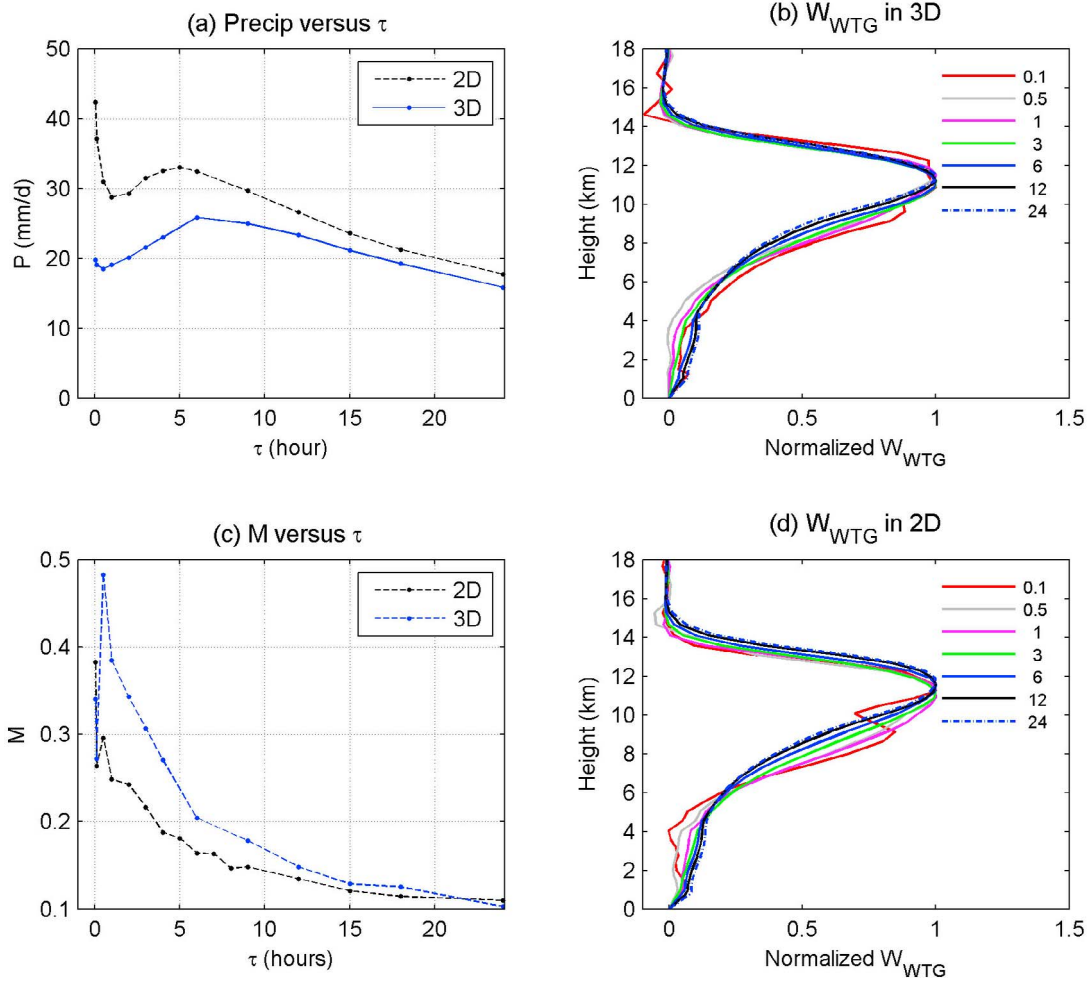 (a) Precip versus τ
50
40
30
20
10
0
P (mm/d)
0 5 10 15 20
τ (hour)
2D
3D
(b) W_WTG in 3D
18
16
14
12
10
8
6
4
2
0
Height (km)
0 0.5 1 1.5
Normalized W_WTG
0.1
0.5
1
3
6
12
24
(c) M versus τ
0.5
0.4
0.3
0.2
0.1
M
0 5 10 15 20
τ (hours)
2D
3D
(d) W_WTG in 2D
18
16
14
12
10
8
6
4
2
0
Height (km)
0 0.5 1 1.5
Normalized W_WTG
0.1
0.5
1
3
6
12
24